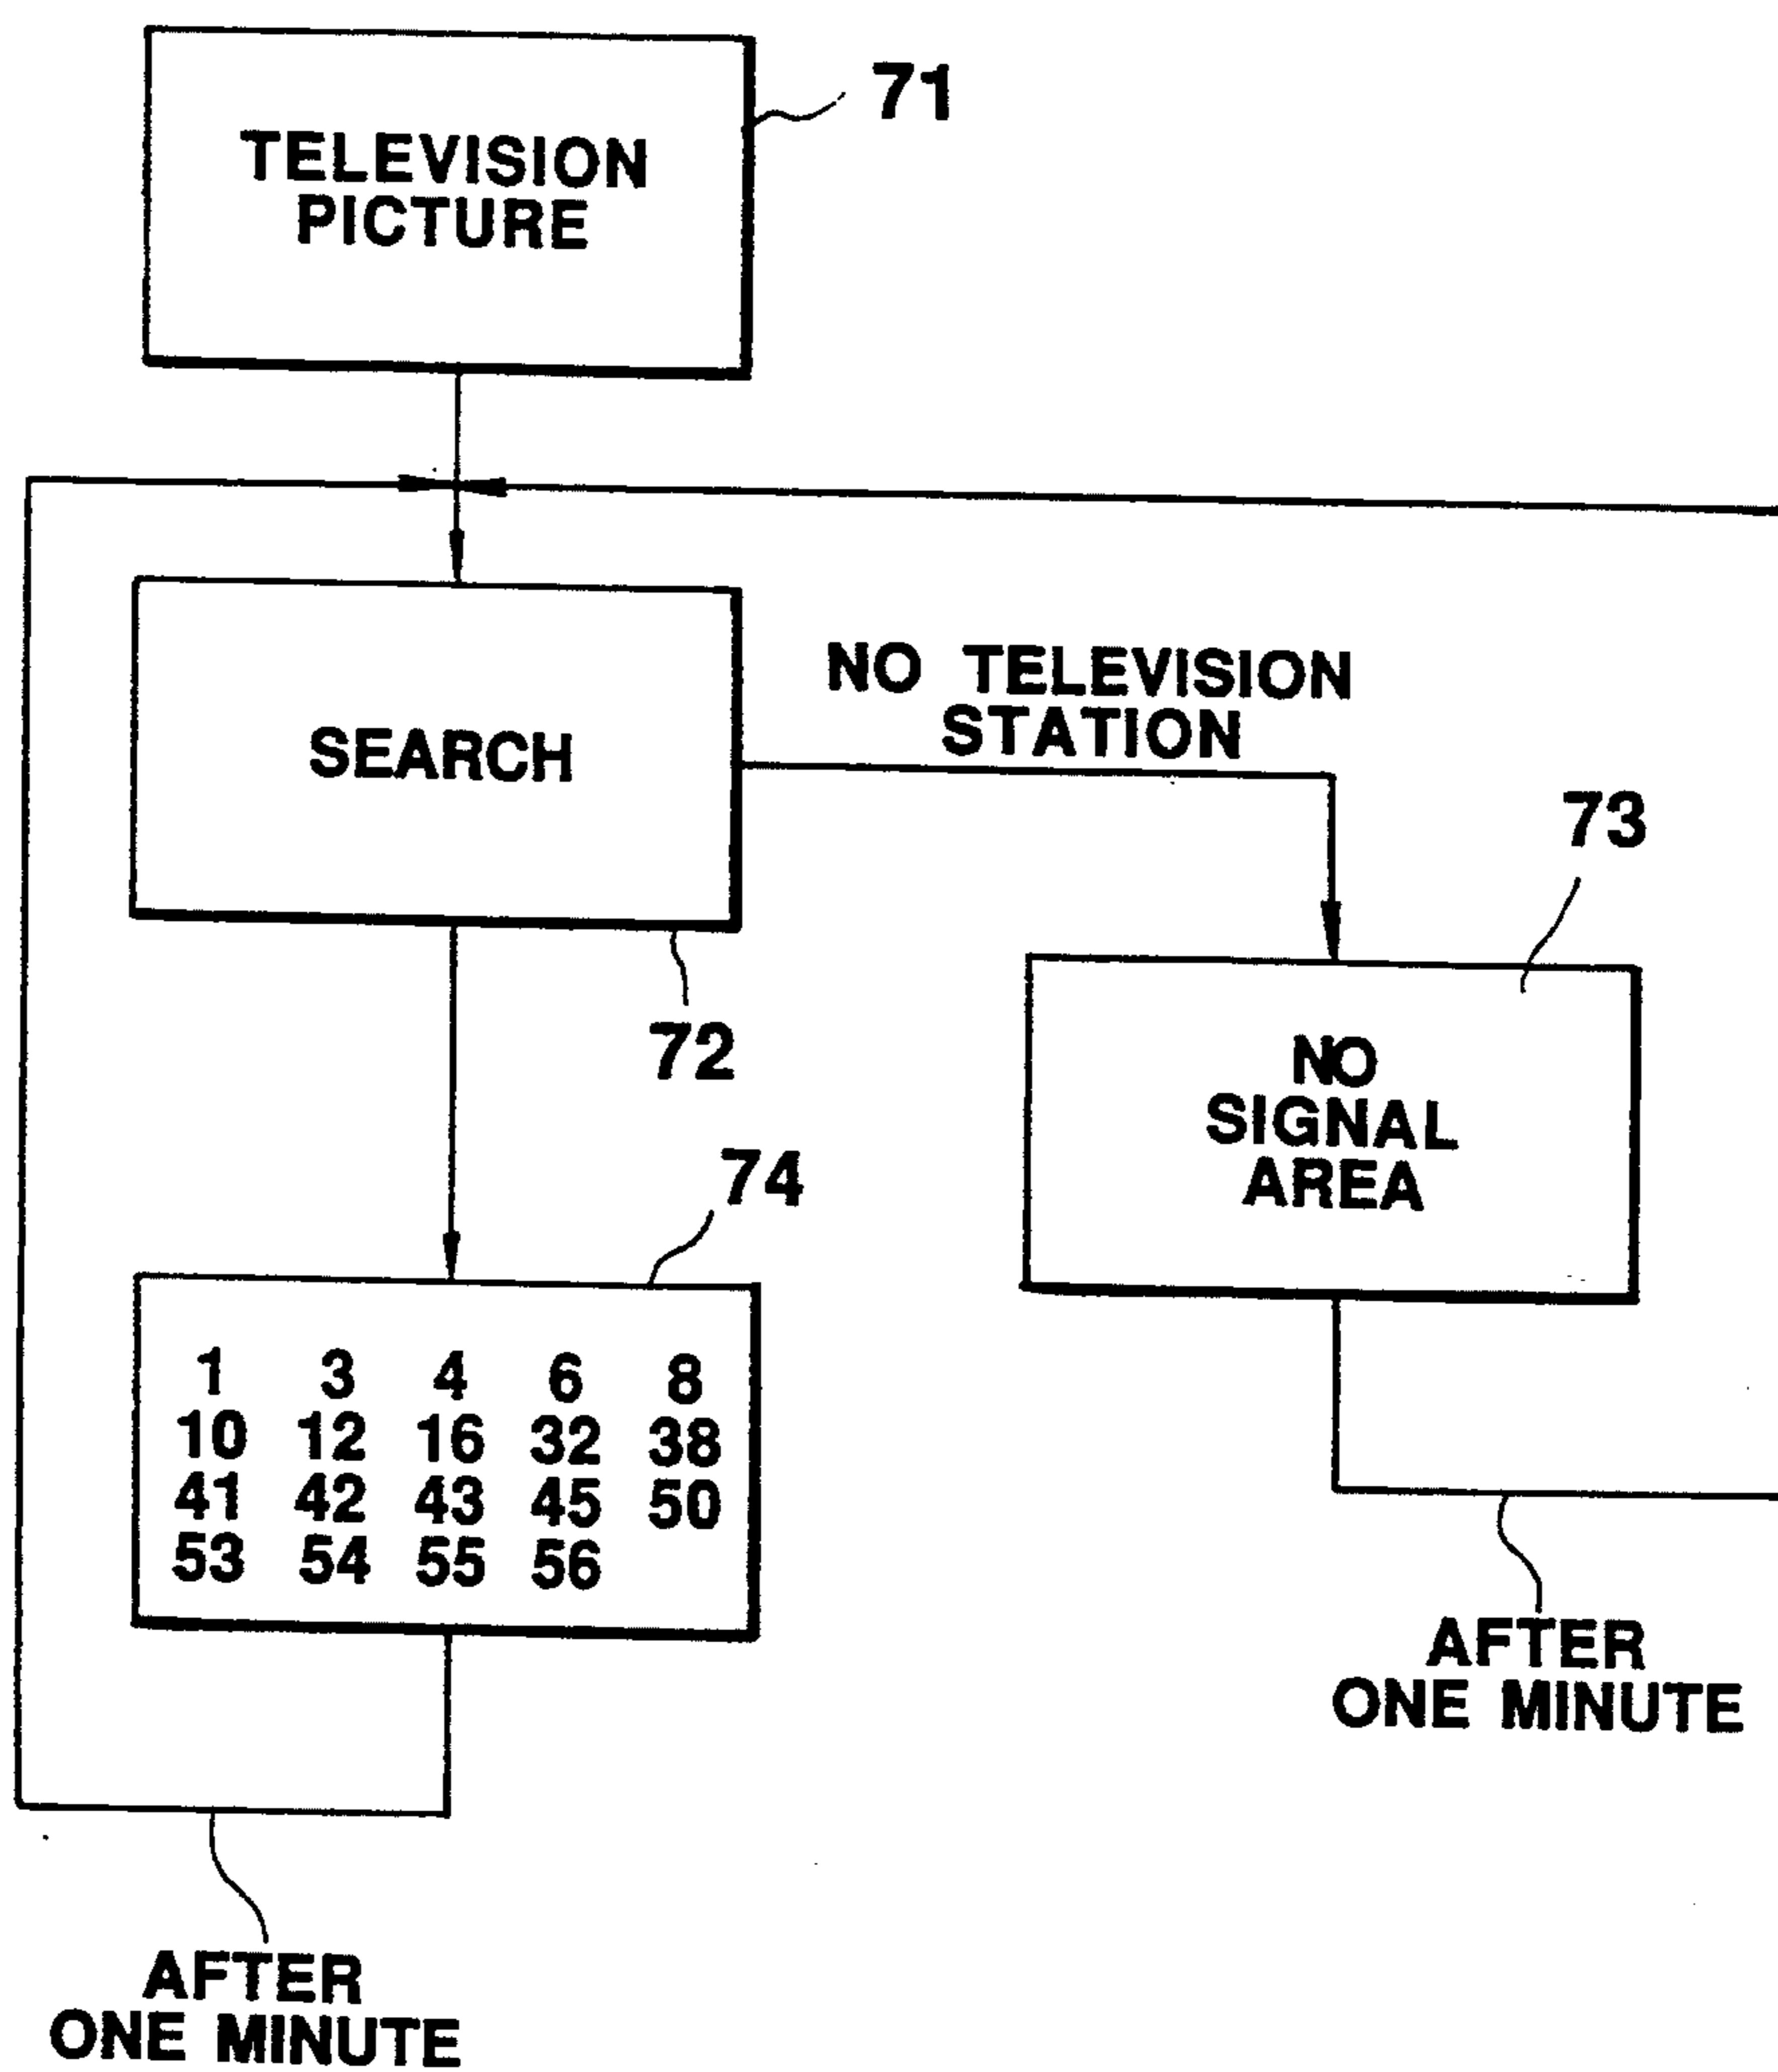 71
TELEVISION
PICTURE
SEARCH
NO TELEVISION
STATION
73
72
NO
SIGNAL
AREA
74
1 3 4 6 8
10 12 16 32 38
41 42 43 45 50
53 54 55 56
AFTER
ONE MINUTE
AFTER
ONE MINUTE